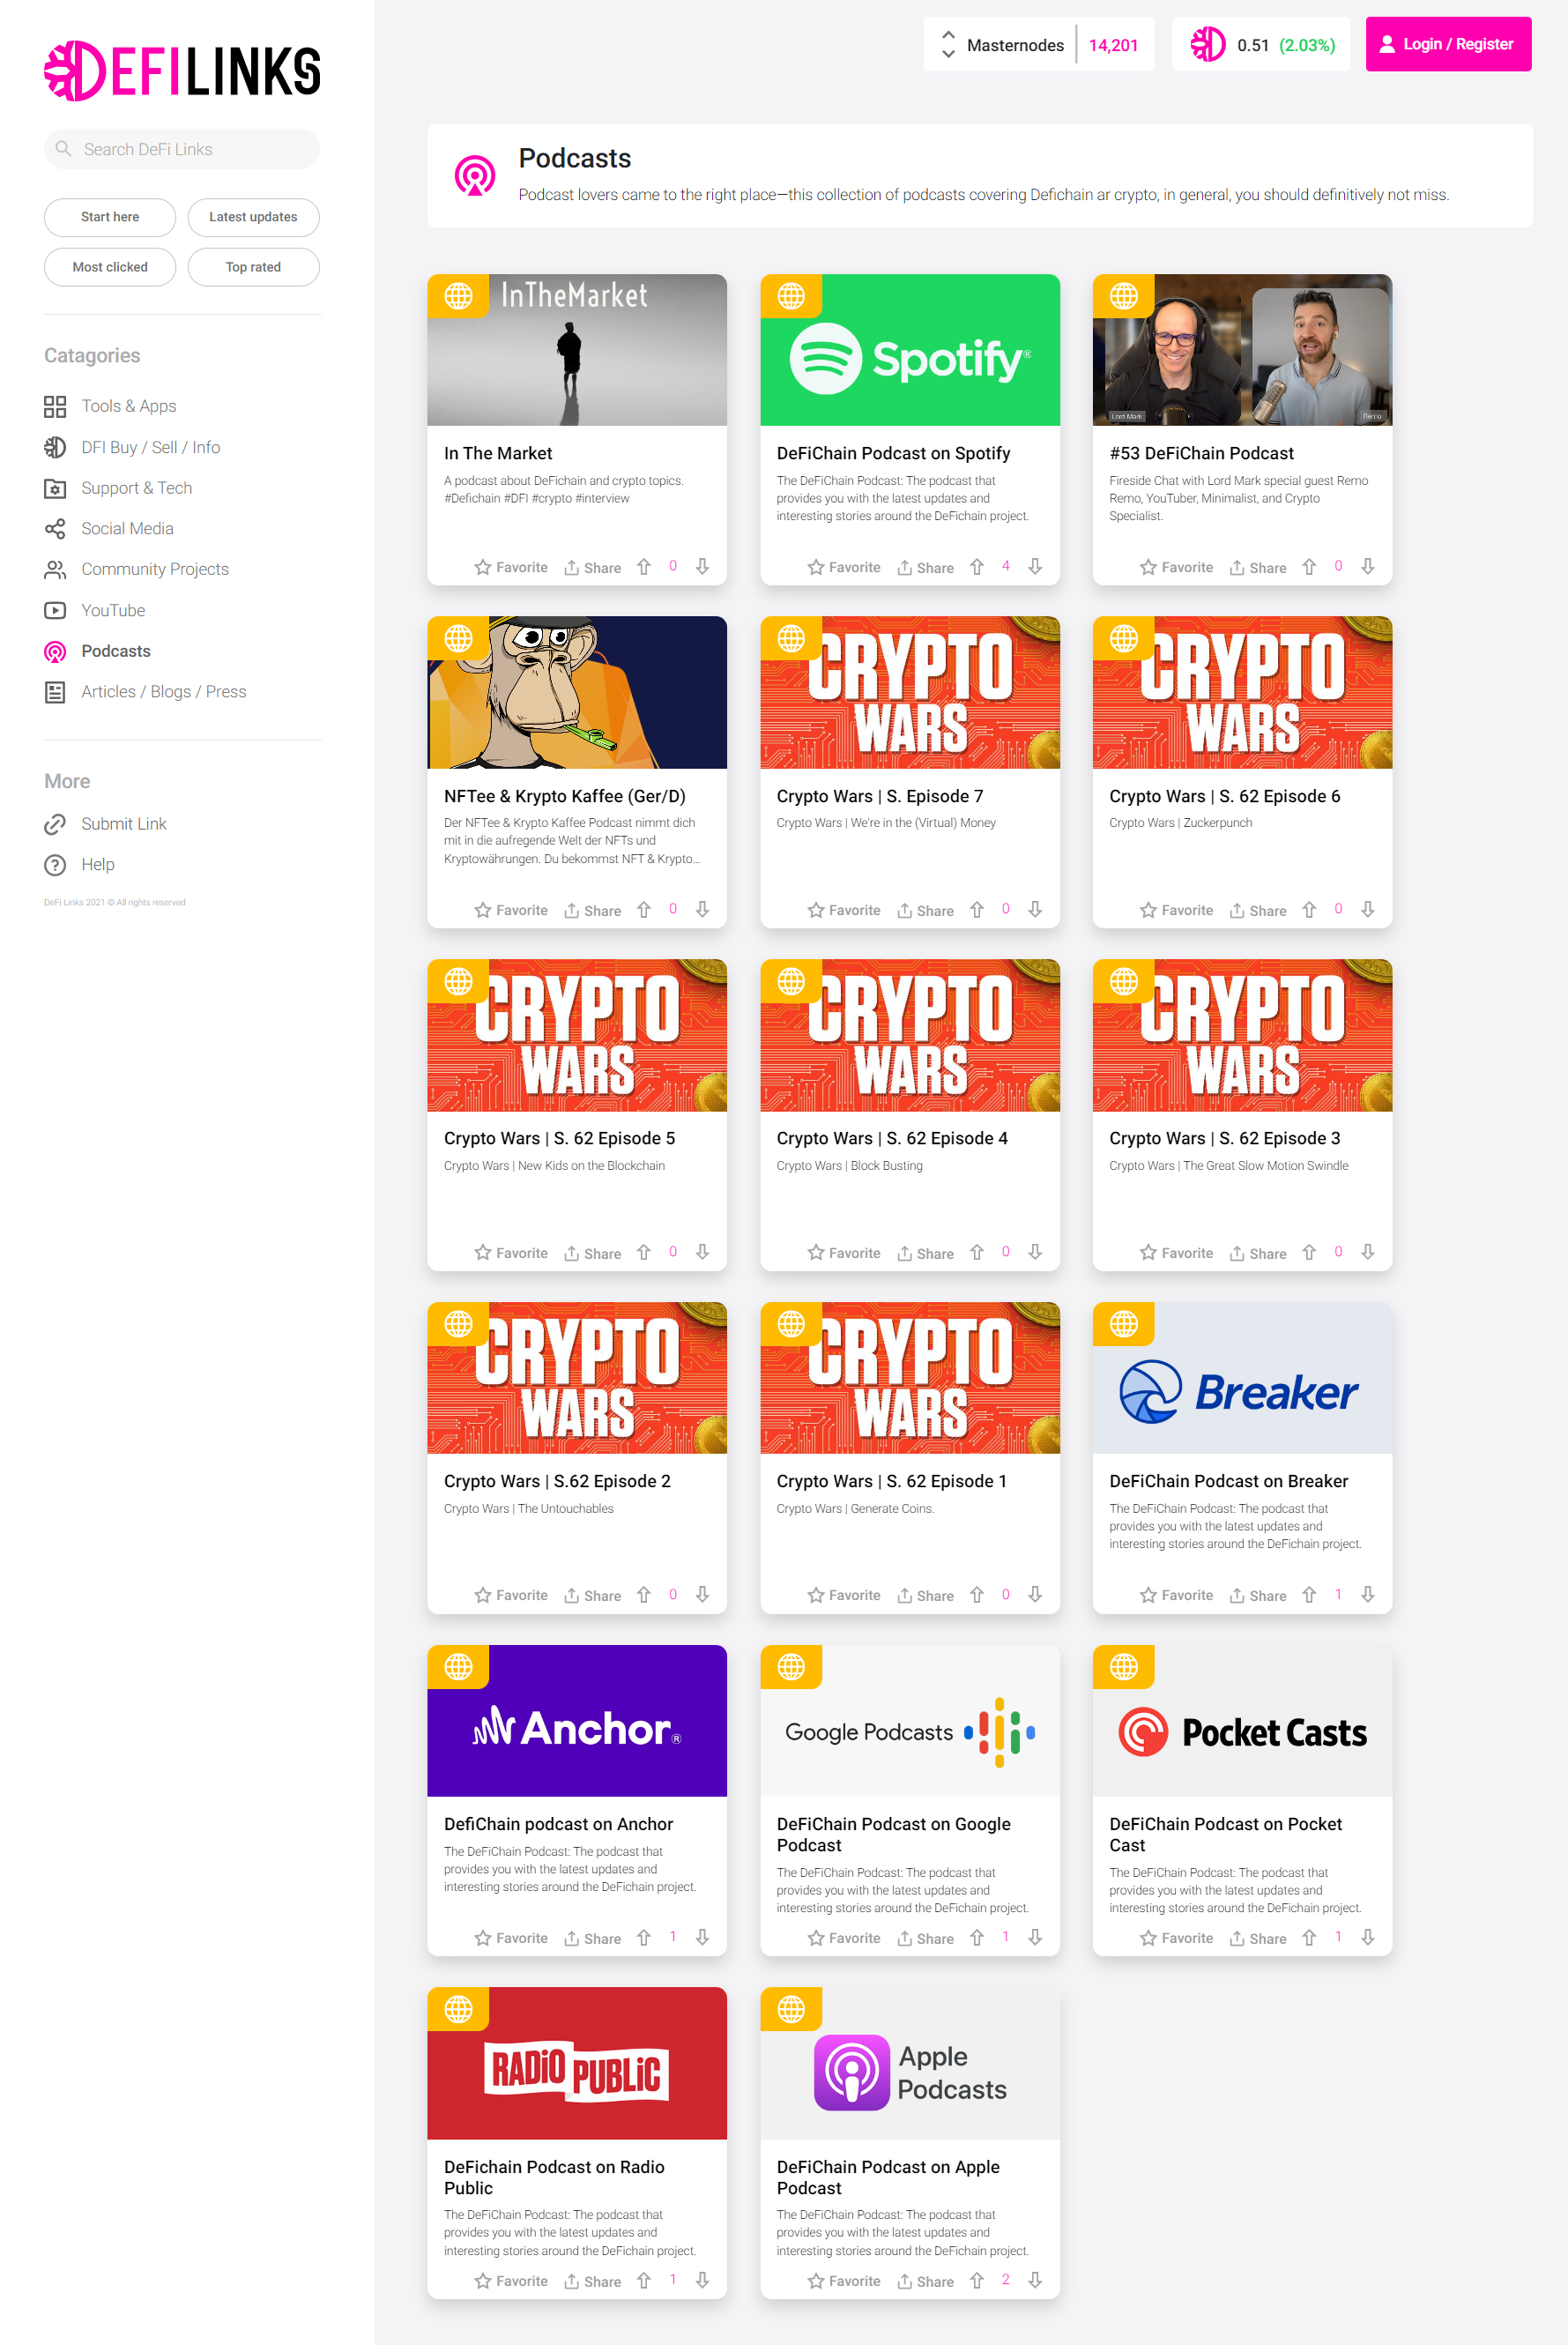 DEFILINKS
Masternodes 14,201
0.51 (2.03%)
Login / Register
Search DeFi Links
Start here
Latest updates
Most clicked
Top rated
Catagories
Tools & Apps
DFI Buy / Sell / Info
Support & Tech
Social Media
Community Projects
YouTube
Podcasts
Articles / Blogs / Press
More
Submit Link
Help
DeFi Links 2021 © All rights reserved
Podcasts
Podcast lovers came to the right place—this collection of podcasts covering Defichain ar crypto, in general, you should definitively not miss.
InTheMarket
In The Market
A podcast about DeFichain and crypto topics.
#Defichain #DFI #crypto #interview
Favorite Share 0
Spotify®
DeFiChain Podcast on Spotify
The DeFiChain Podcast: The podcast that
provides you with the latest updates and
interesting stories around the DeFichain project.
Favorite Share 4
Lord Mark
Remo
#53 DeFiChain Podcast
Fireside Chat with Lord Mark special guest Remo
Remo, YouTuber, Minimalist, and Crypto
Specialist.
Favorite Share 0
NFTee & Krypto Kaffee (Ger/D)
Der NFTee & Krypto Kaffee Podcast nimmt dich
mit in die aufregende Welt der NFTs und
Kryptowährungen. Du bekommst NFT & Krypto...
Favorite Share 0
CRYPTO
WARS
Crypto Wars | S. Episode 7
Crypto Wars | We're in the (Virtual) Money
Favorite Share 0
CRYPTO
WARS
Crypto Wars | S. 62 Episode 6
Crypto Wars | Zuckerpunch
Favorite Share 0
CRYPTO
WARS
Crypto Wars | S. 62 Episode 5
Crypto Wars | New Kids on the Blockchain
Favorite Share 0
CRYPTO
WARS
Crypto Wars | S. 62 Episode 4
Crypto Wars | Block Busting
Favorite Share 0
CRYPTO
WARS
Crypto Wars | S. 62 Episode 3
Crypto Wars | The Great Slow Motion Swindle
Favorite Share 0
CRYPTO
WARS
Crypto Wars | S.62 Episode 2
Crypto Wars | The Untouchables
Favorite Share 0
CRYPTO
WARS
Crypto Wars | S. 62 Episode 1
Crypto Wars | Generate Coins.
Favorite Share 0
Breaker
DeFiChain Podcast on Breaker
The DeFiChain Podcast: The podcast that
provides you with the latest updates and
interesting stories around the DeFichain project.
Favorite Share 1
Anchor®
DefiChain podcast on Anchor
The DeFiChain Podcast: The podcast that
provides you with the latest updates and
interesting stories around the DeFichain project.
Favorite Share 1
Google Podcasts
DeFiChain Podcast on Google
Podcast
The DeFiChain Podcast: The podcast that
provides you with the latest updates and
interesting stories around the DeFichain project.
Favorite Share 1
Pocket Casts
DeFiChain Podcast on Pocket
Cast
The DeFiChain Podcast: The podcast that
provides you with the latest updates and
interesting stories around the DeFichain project.
Favorite Share 1
RADiO PUBLiC
DeFichain Podcast on Radio
Public
The DeFiChain Podcast: The podcast that
provides you with the latest updates and
interesting stories around the DeFichain project.
Favorite Share 1
Apple
Podcasts
DeFiChain Podcast on Apple
Podcast
The DeFiChain Podcast: The podcast that
provides you with the latest updates and
interesting stories around the DeFichain project.
Favorite Share 2